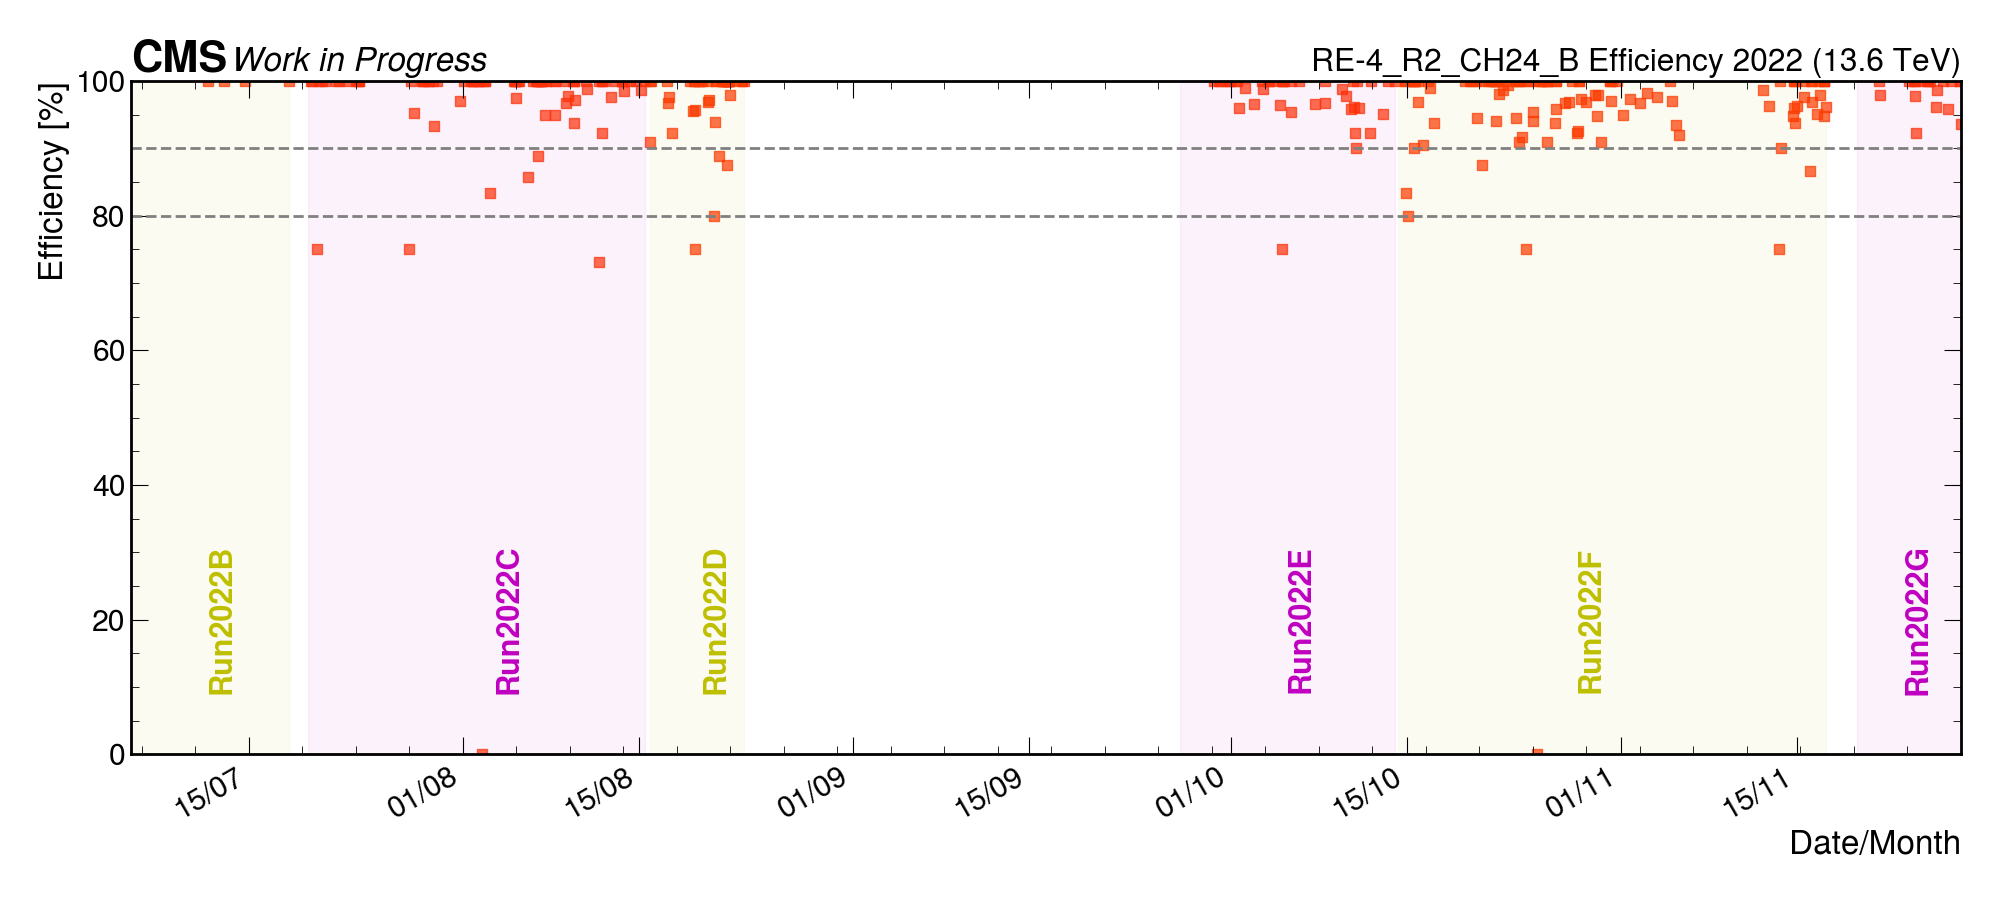 CMS Work in Progress
RE-4_R2_CH24_B Efficiency 2022 (13.6 TeV)
Efficiency [%]
100
80
60
40
20
0
Run2022B
Run2022C
Run2022D
Run2022E
Run2022F
Run2022G
15/07
01/08
15/08
01/09
15/09
01/10
15/10
01/11
15/11
Date/Month